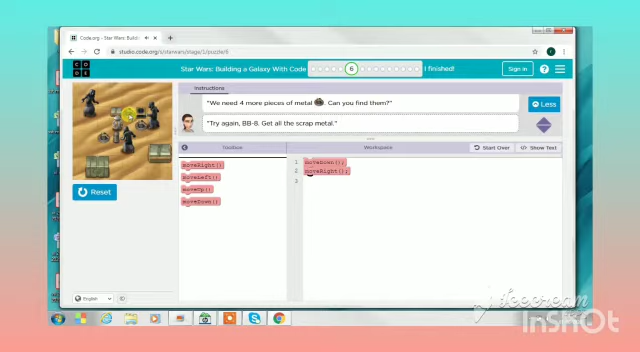 Code.org - Star Wars: Buildi
studio.code.org/s/starwars/stage/1/puzzle/6
C O
D E
Star Wars: Building a Galaxy With Code
6
I finished!
Sign in
Instructions
"We need 4 more pieces of metal . Can you find them?"
Less
"Try again, BB-8. Get all the scrap metal."
Toolbox
Workspace
Start Over
</> Show Text
moveRight()
moveLeft()
moveUp()
moveDown()
1 moveDown();
2 moveRight();
3
Reset
English
Icecream
InShOt